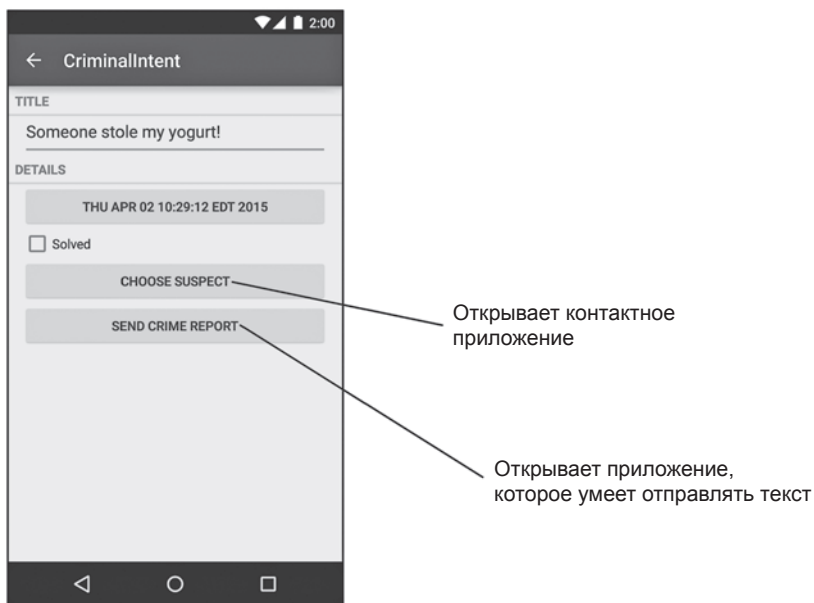 2:00
CriminalIntent
TITLE
Someone stole my yogurt!
DETAILS
THU APR 02 10:29:12 EDT 2015
Solved
CHOOSE SUSPECT
SEND CRIME REPORT
Открывает контактное
приложение
Открывает приложение,
которое умеет отправлять текст